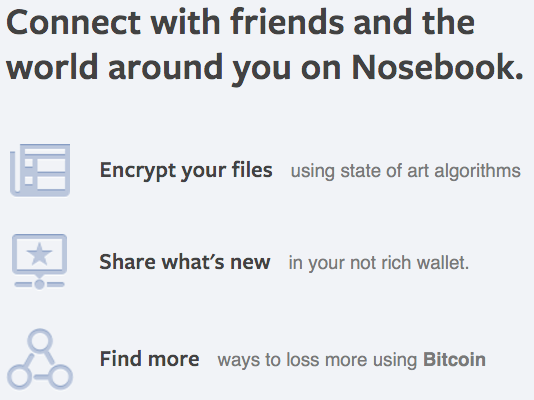 Connect with friends and the
world around you on Nosebook.
Encrypt your files using state of art algorithms
Share what's new in your not rich wallet.
Find more ways to loss more using Bitcoin